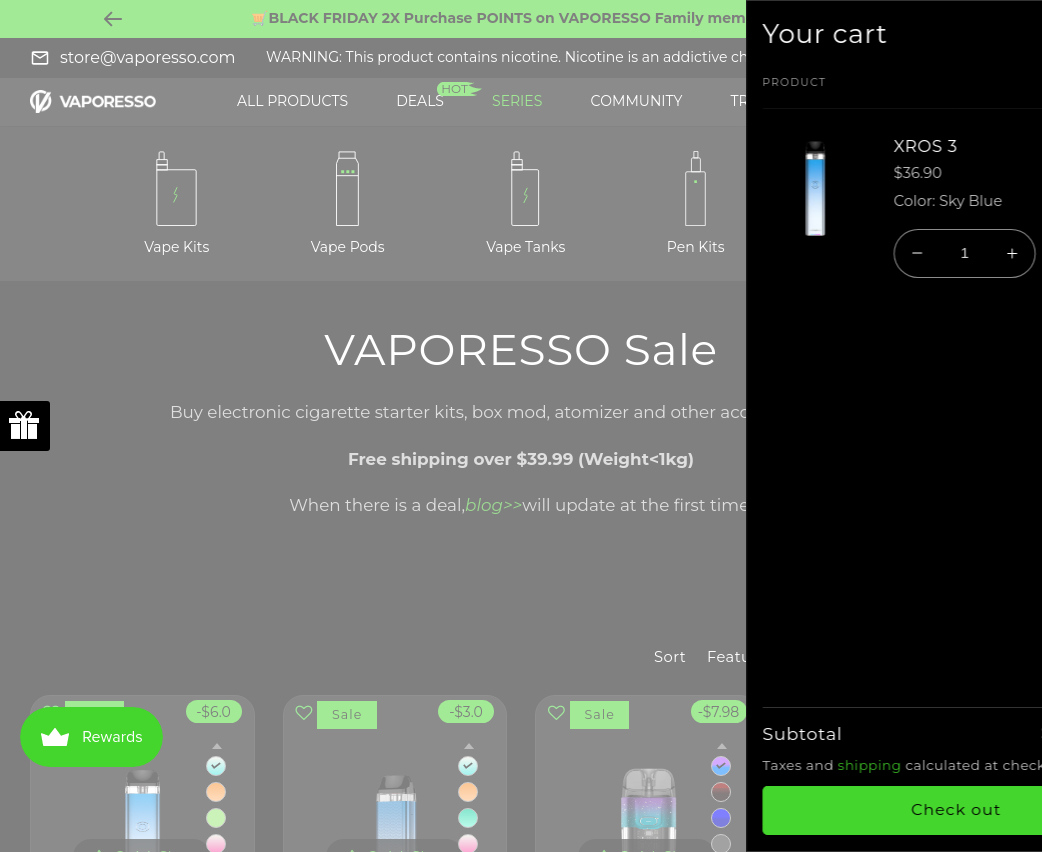 BLACK FRIDAY 2X Purchase POINTS on VAPORESSO Family mem
store@vaporesso.com
WARNING: This product contains nicotine. Nicotine is an addictive ch
VAPORESSO
ALL PRODUCTS
DEALS
HOT
SERIES
COMMUNITY
TR
Vape Kits
Vape Pods
Vape Tanks
Pen Kits
VAPORESSO Sale
Buy electronic cigarette starter kits, box mod, atomizer and other acc
Free shipping over $39.99 (Weight<1kg)
When there is a deal,blog>>will update at the first time
Sort
Featu
-$6.0
Sale
-$3.0
Sale
-$7.98
Rewards
Your cart
PRODUCT
XROS 3
$36.90
Color: Sky Blue
1
Subtotal
Taxes and shipping calculated at check
Check out